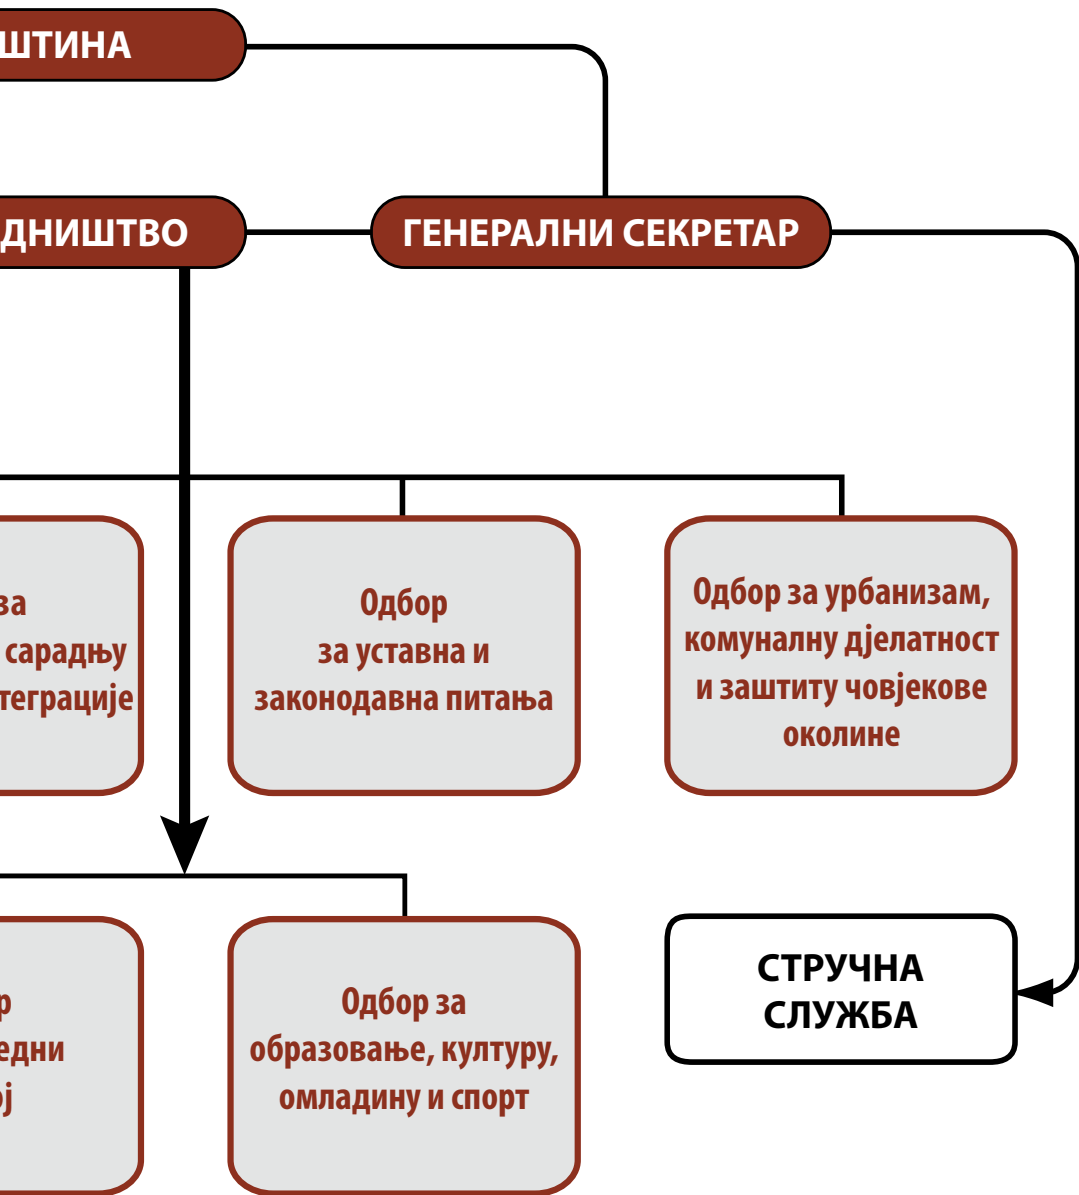 ШТИНА
ДНИШТВО
ГЕНЕРАЛНИ СЕКРЕТАР
за
сарадњу
теграције
Одбор
за уставна и
законодавна питања
Одбор за урбанизам,
комуналну дјелатност
и заштиту човјекове
околине
р
едни
ој
Одбор за
образовање, културу,
омладину и спорт
СТРУЧНА
СЛУЖБА